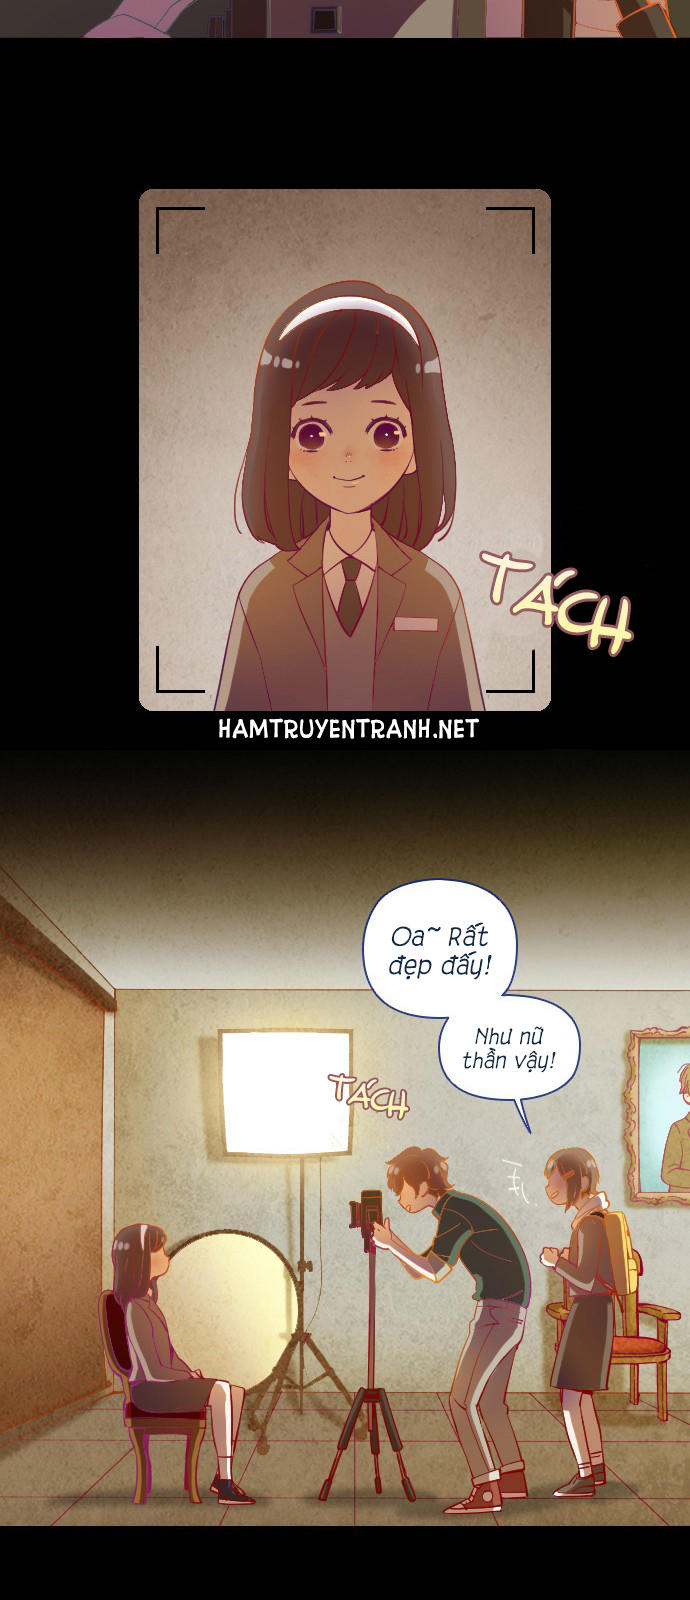 TÁCH
HAMTRUYENTRANH.NET
Oa~ Rất
đẹp đấy!
Như nữ
thần vậy!
TÁCH